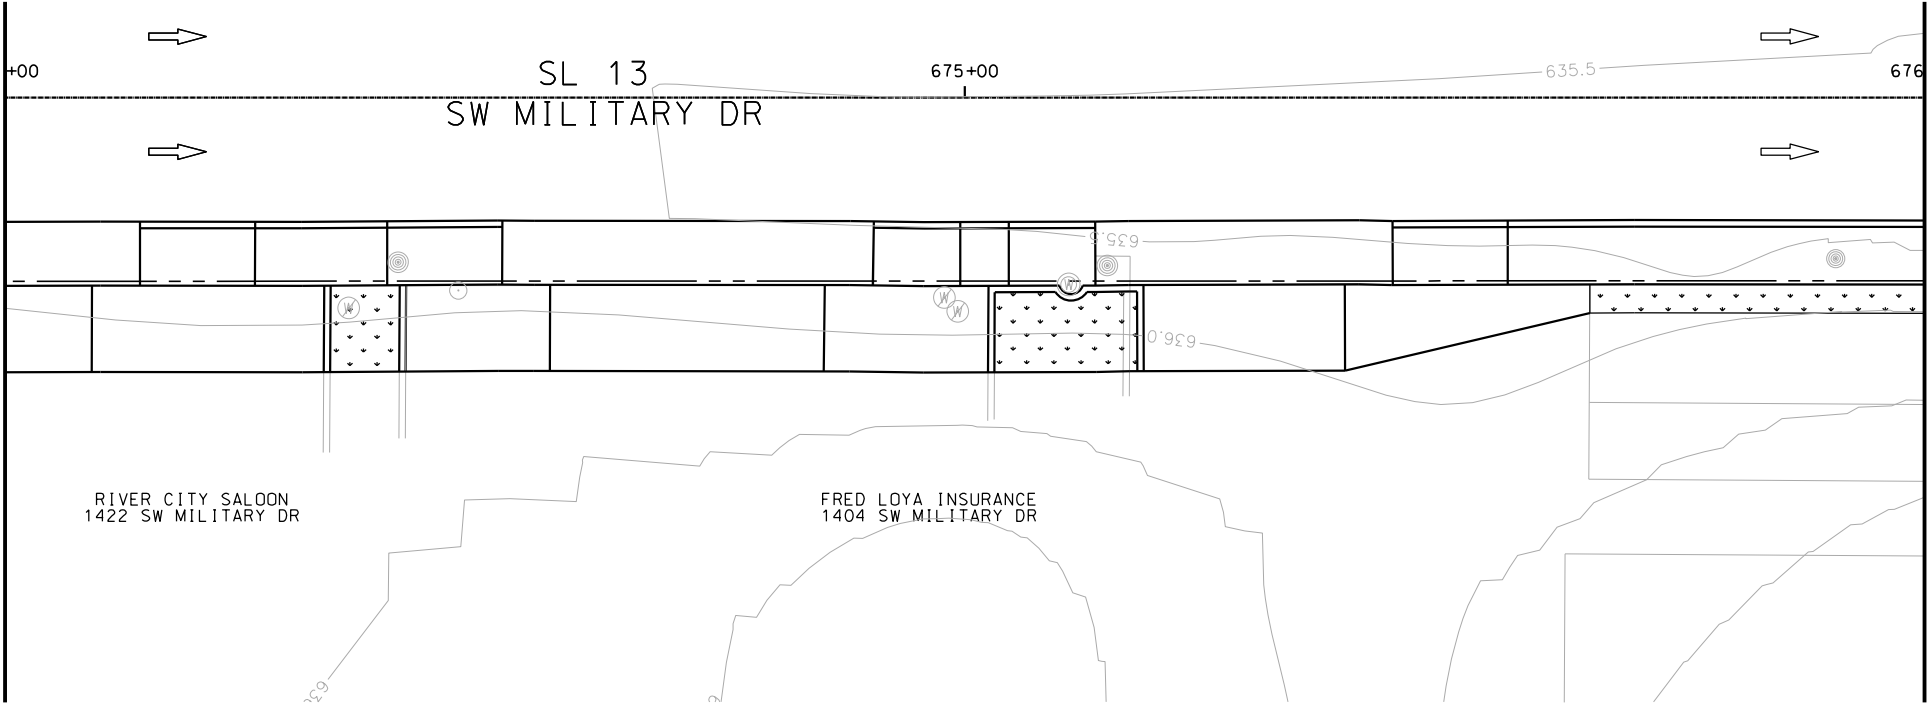 +00
SL 13
675+00
635.5
676
SW MILITARY DR
635.5
W
W
W
W
636.0
RIVER CITY SALOON
1422 SW MILITARY DR
FRED LOYA INSURANCE
1404 SW MILITARY DR